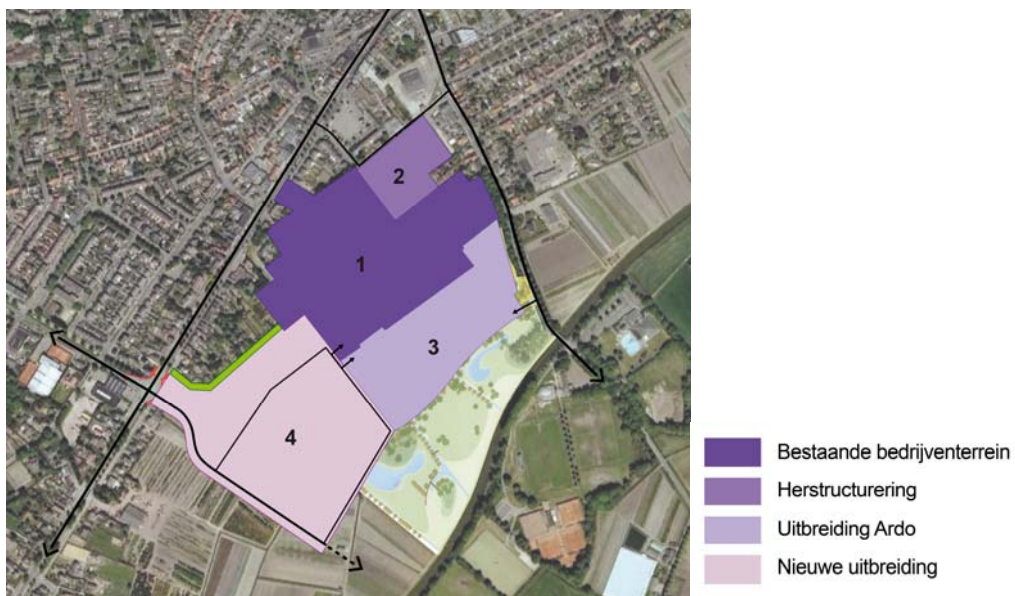 2
1
3
4
Bestaande bedrijventerrein
Herstructurering
Uitbreiding Ardo
Nieuwe uitbreiding